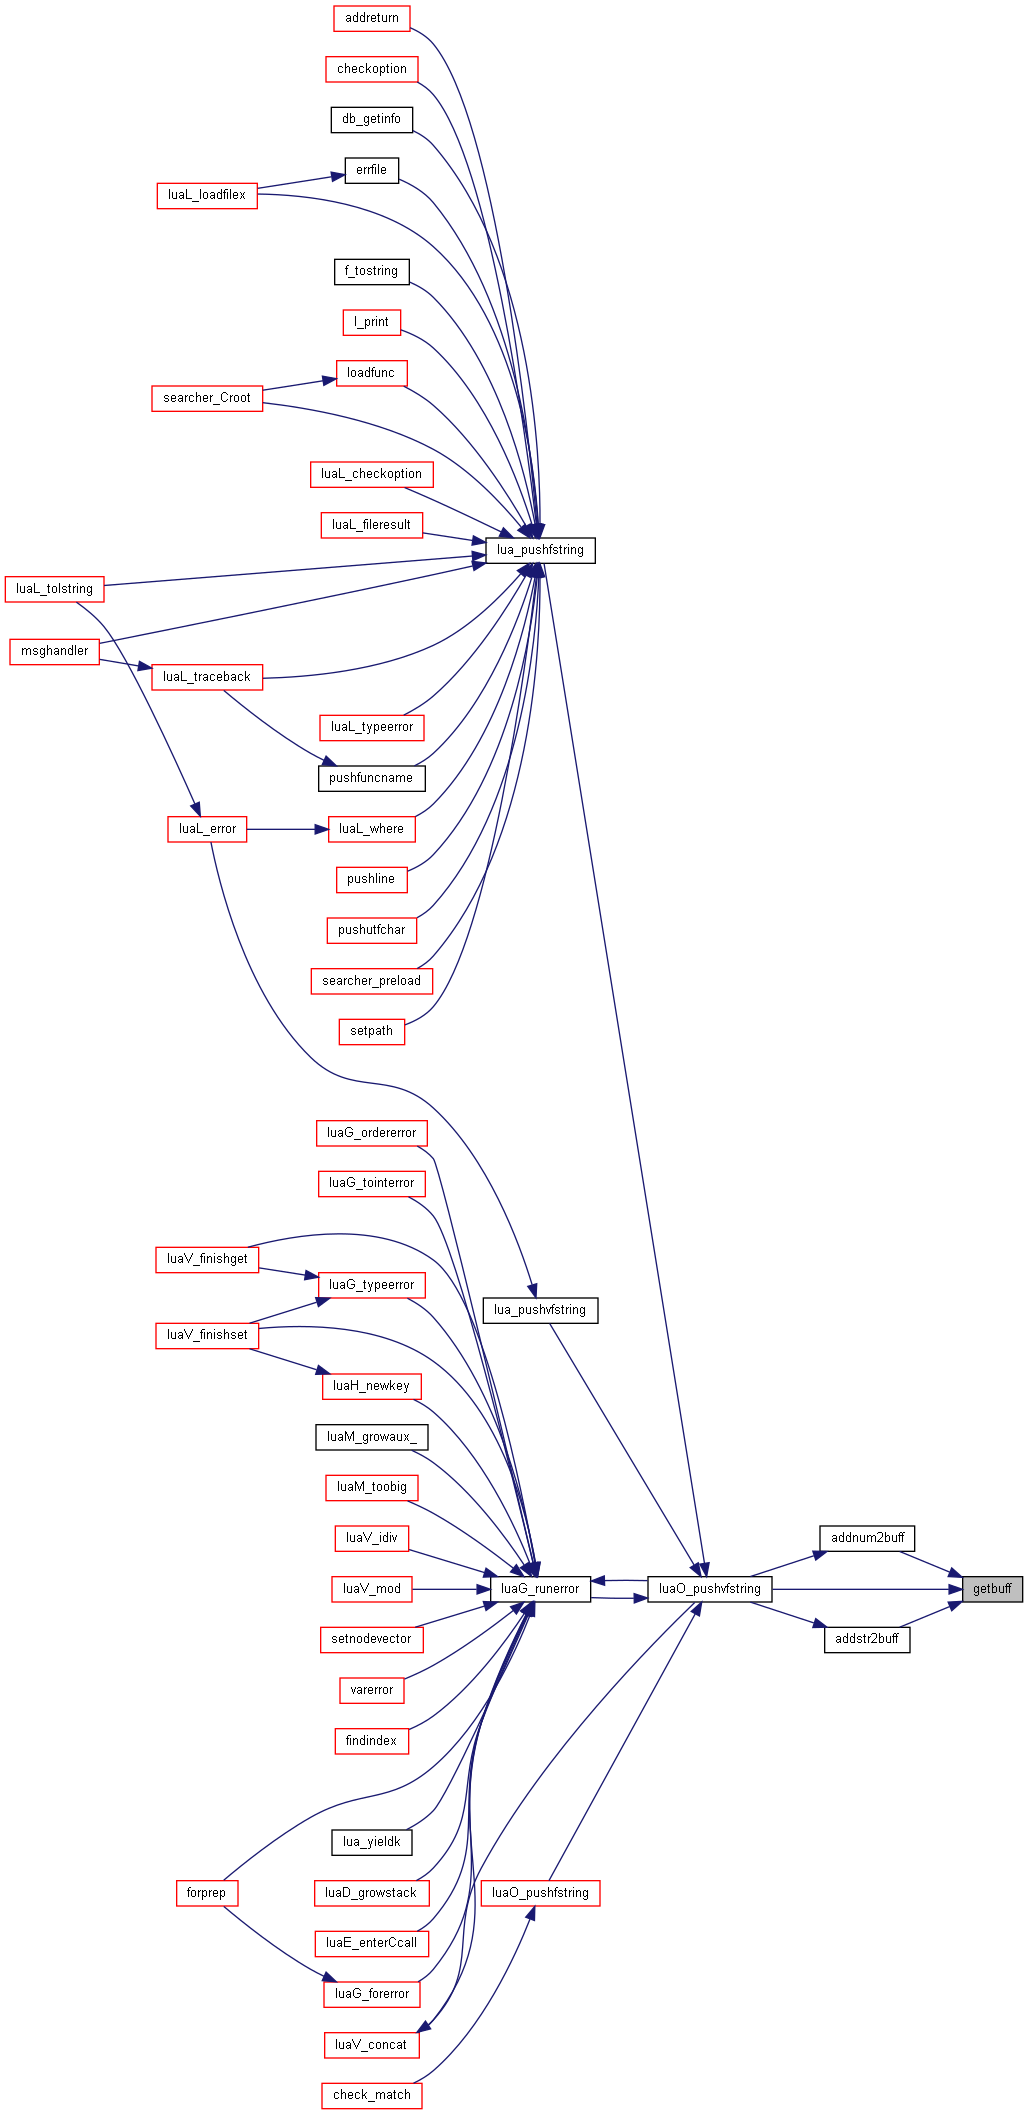 addreturn
checkoption
db_getinfo
errfile
luaL_loadfilex
f_tostring
l_print
loadfunc
searcher_Croot
luaL_checkoption
luaL_fileresult
lua_pushfstring
luaL_tolstring
msghandler
luaL_traceback
luaL_typeerror
pushfuncname
luaL_error
luaL_where
pushline
pushutfchar
searcher_preload
setpath
luaG_ordererror
luaG_tointerror
luaV_finishget
luaG_typeerror
lua_pushvfstring
luaV_finishset
luaH_newkey
luaM_growaux_
luaM_toobig
luaV_idiv
addnum2buff
luaV_mod
luaG_runerror
luaO_pushvfstring
getbuff
setnodevector
addstr2buff
varerror
findindex
lua_yieldk
forprep
luaD_growstack
luaO_pushfstring
luaE_enterCcall
luaG_forerror
luaV_concat
check_match